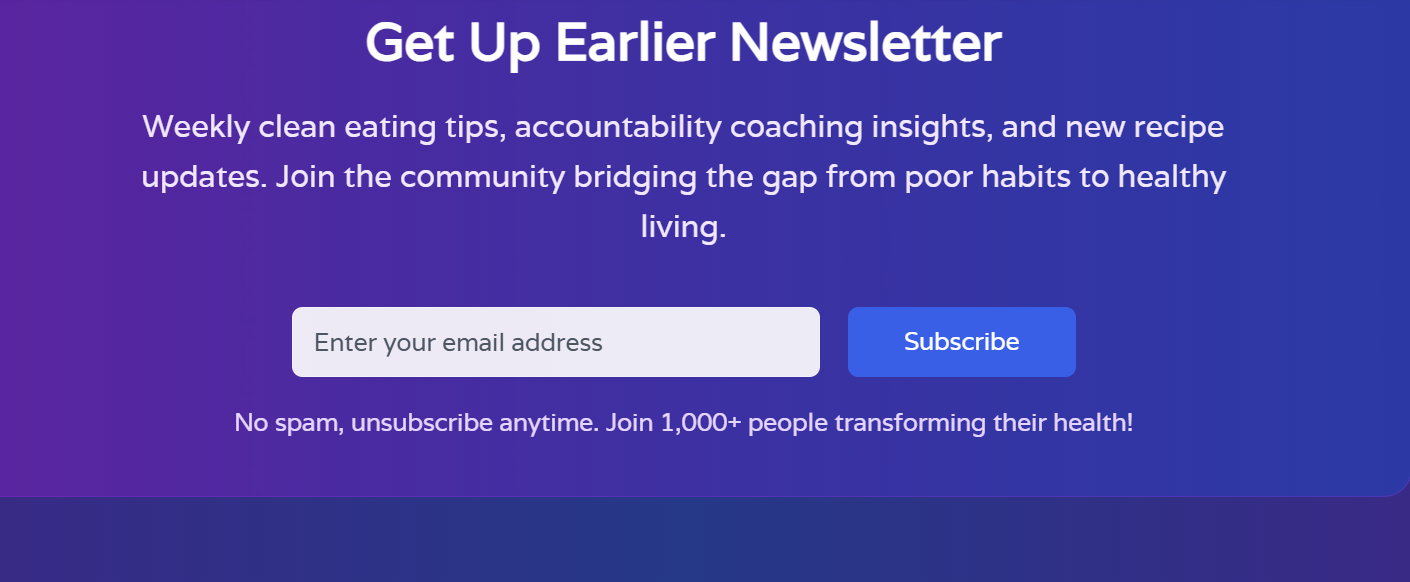 Get Up Earlier Newsletter
Weekly clean eating tips, accountability coaching insights, and new recipe
updates. Join the community bridging the gap from poor habits to healthy
living.
Enter your email address
Subscribe
No spam, unsubscribe anytime. Join 1,000+ people transforming their health!